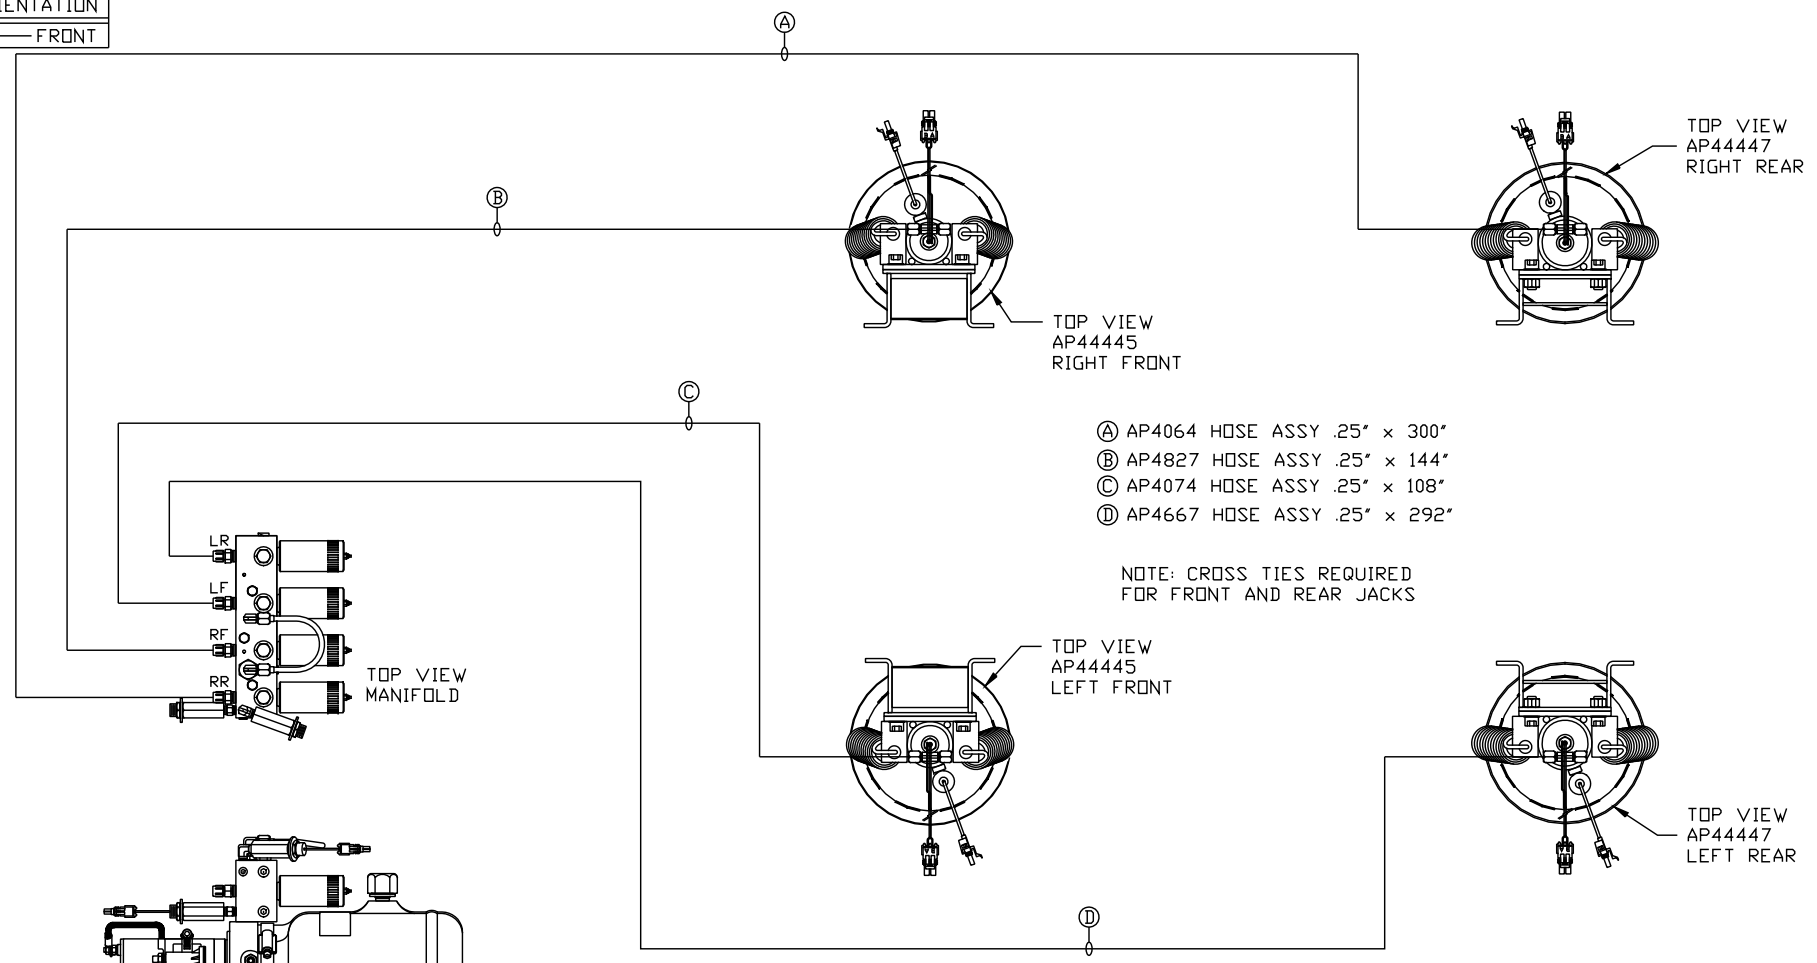 FRONT
A
TOP VIEW
AP44447
RIGHT REAR
B
TOP VIEW
AP44445
RIGHT FRONT
C
A AP4064 HOSE ASSY .25" x 300"
B AP4827 HOSE ASSY .25" x 144"
C AP4074 HOSE ASSY .25" x 108"
D AP4667 HOSE ASSY .25" x 292"
NOTE: CROSS TIES REQUIRED
FOR FRONT AND REAR JACKS
LR
LF
RF
RR
TOP VIEW
MANIFOLD
TOP VIEW
AP44445
LEFT FRONT
TOP VIEW
AP44447
LEFT REAR
D